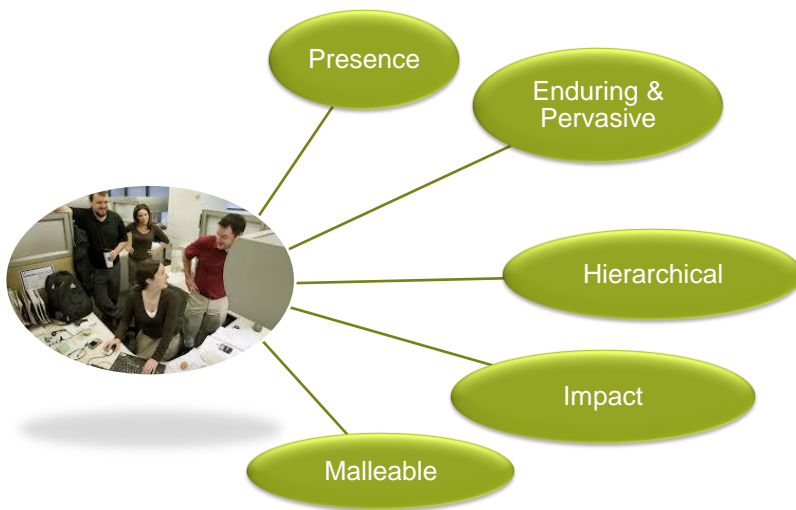 Presence
Enduring &
Pervasive
Hierarchical
Impact
Malleable